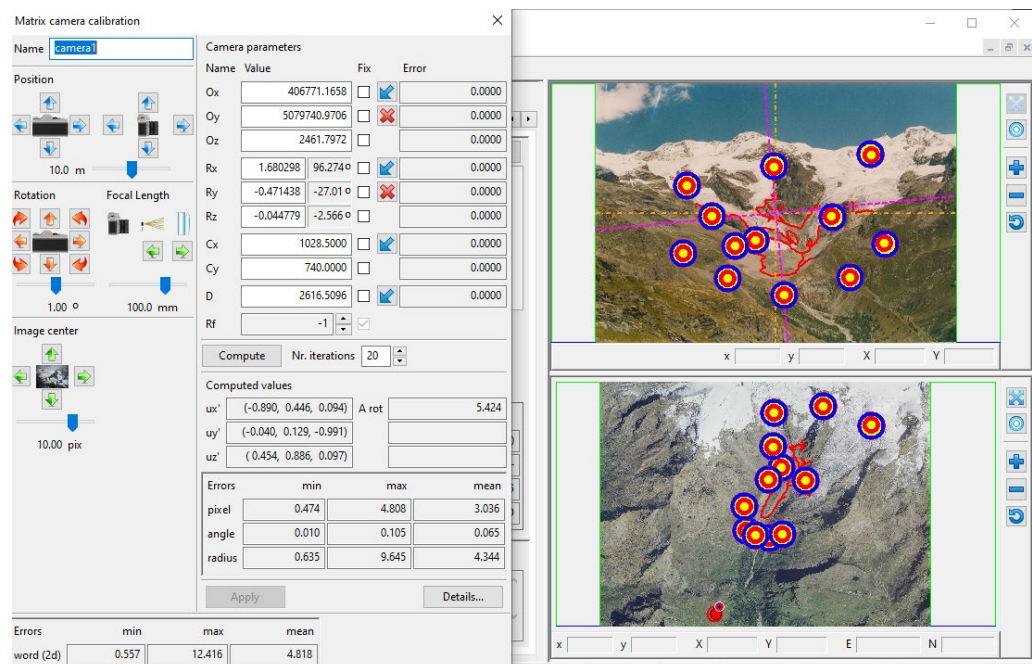 Matrix camera calibration
Name camera1
Position
10.0 m
Rotation Focal Length
1.00 º 100.0 mm
Image center
10.00 pix
Camera parameters
Name Value Fix Error
Ox 406771.1658 0.0000
Oy 5079740.9706 0.0000
Oz 2461.7972 0.0000
Rx 1.680298 96.274 º 0.0000
Ry -0.471438 -27.01 º 0.0000
Rz -0.044779 -2.566 º 0.0000
Cx 1028.5000 0.0000
Cy 740.0000 0.0000
D 2616.5096 0.0000
Rf -1
Compute Nr. iterations 20
Computed values
ux' (-0.890, 0.446, 0.094) A rot 5.424
uy' (-0.040, 0.129, -0.991)
uz' ( 0.454, 0.886, 0.097)
Errors min max mean
pixel 0.474 4.808 3.036
angle 0.010 0.105 0.065
radius 0.635 9.645 4.344
Apply Details...
Errors min max mean
word (2d) 0.557 12.416 4.818
x y X Y
x y X Y E N